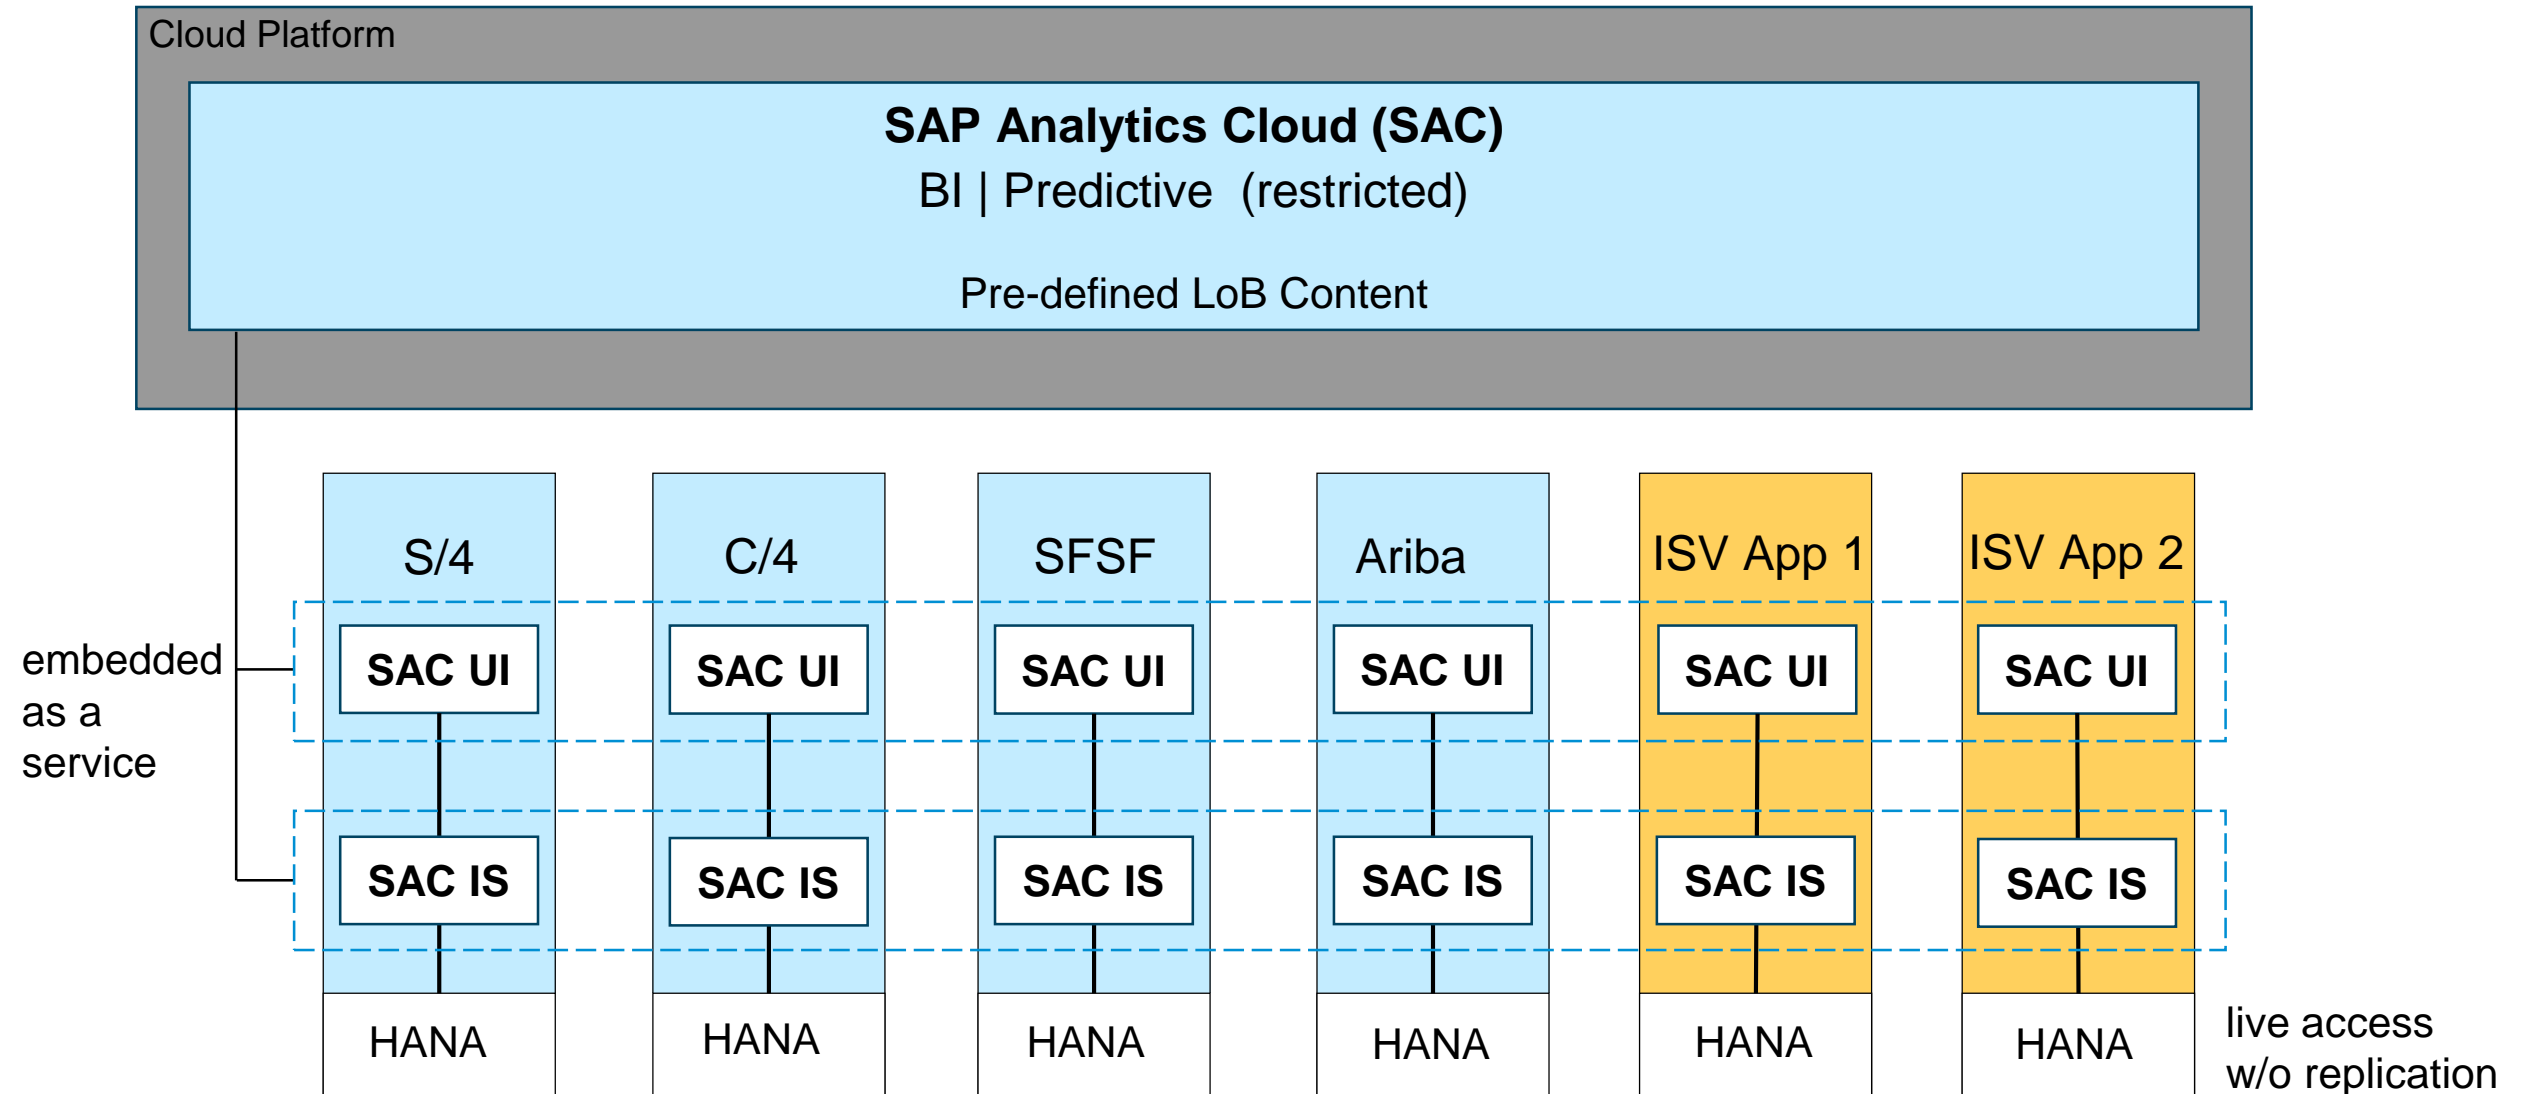 Cloud Platform
SAP Analytics Cloud (SAC)
BI | Predictive (restricted)
Pre-defined LoB Content
S/4
C/4
SFSF
Ariba
ISV App 1
ISV App 2
embedded
as a
service
SAC UI
SAC UI
SAC UI
SAC UI
SAC UI
SAC UI
SAC IS
SAC IS
SAC IS
SAC IS
SAC IS
SAC IS
HANA
HANA
HANA
HANA
HANA
HANA
live access
w/o replication